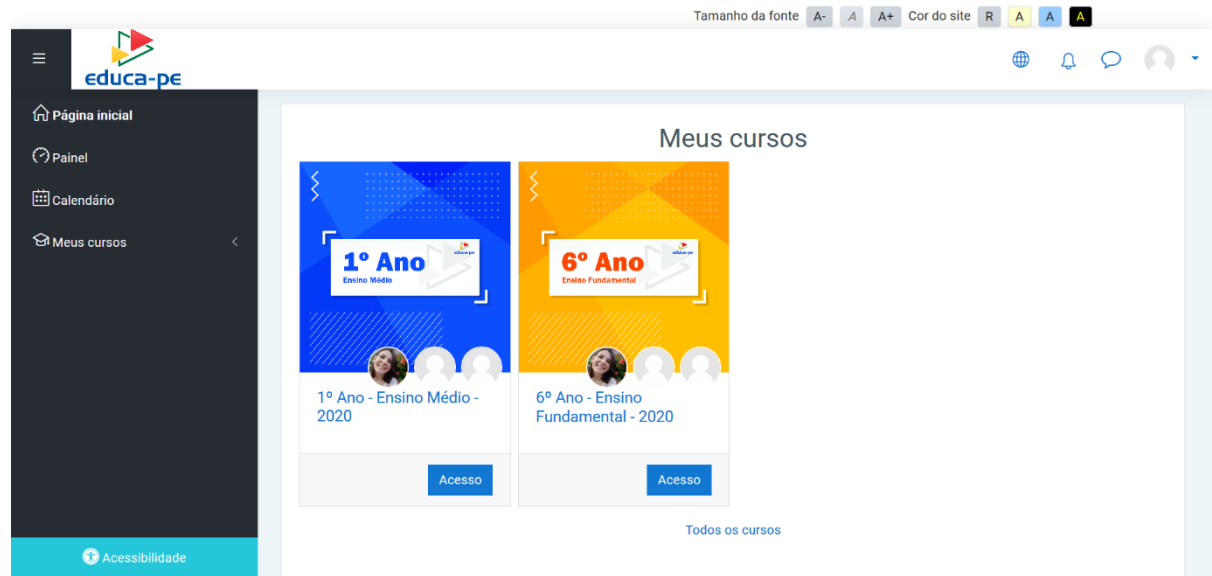 Tamanho da fonte A- A A+ Cor do site R A A A
educa-pe
Página inicial
Painel
Calendário
Meus cursos
Acessibilidade
Meus cursos
1º Ano
Ensino Médio
educa-pe
1º Ano - Ensino Médio -
2020
Acesso
6º Ano
Ensino Fundamental
educa-pe
6º Ano - Ensino
Fundamental - 2020
Acesso
Todos os cursos